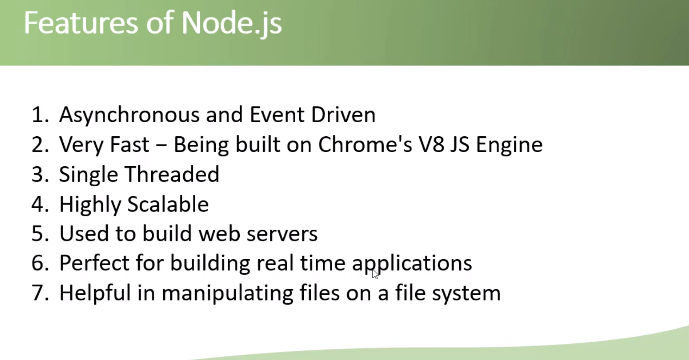 Features of Node.js
1. Asynchronous and Event Driven
2. Very Fast − Being built on Chrome's V8 JS Engine
3. Single Threaded
4. Highly Scalable
5. Used to build web servers
6. Perfect for building real time applications
7. Helpful in manipulating files on a file system